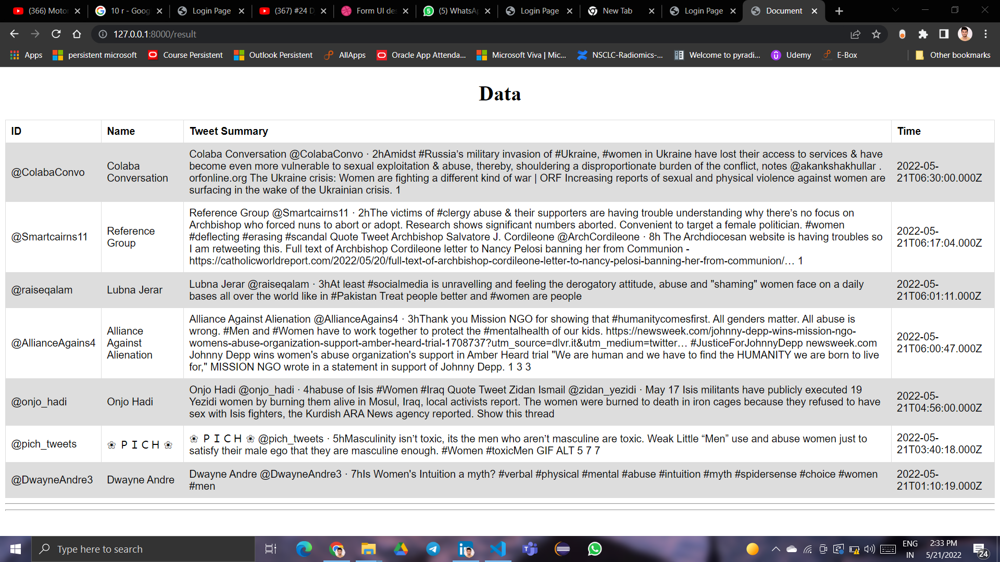 (366) Motor
10 r - Goog
Login Page
(367) #24 D
Form UI des
(5) WhatsAp
Login Page
New Tab
Login Page
Document
127.0.0.1:8000/result
Apps
persistent microsoft
Course Persistent
Outlook Persistent
AllApps
Oracle App Attenda...
Microsoft Viva | Mic...
NSCLC-Radiomics-...
Welcome to pyradi...
Udemy
E-Box
Other bookmarks
Data
ID Name Tweet Summary Time
@ColabaConvo
Colaba
Conversation
Colaba Conversation @ColabaConvo · 2hAmidst #Russia’s military invasion of #Ukraine, #women in Ukraine have lost their access to services & have
become even more vulnerable to sexual exploitation & abuse, thereby, shouldering a disproportionate burden of the conflict, notes @akankshakhullar .
orfonline.org The Ukraine crisis: Women are fighting a different kind of war | ORF Increasing reports of sexual and physical violence against women are
surfacing in the wake of the Ukrainian crisis. 1
2022-05-
21T06:30:00.000Z
@Smartcairns11
Reference
Group
Reference Group @Smartcairns11 · 2hThe victims of #clergy abuse & their supporters are having trouble understanding why there’s no focus on
Archbishop who forced nuns to abort or adopt. Research shows significant numbers aborted. Convenient to target a female politician. #women
#deflecting #erasing #scandal Quote Tweet Archbishop Salvatore J. Cordileone @ArchCordileone · 8h The Archdiocesan website is having troubles so
I am retweeting this. Full text of Archbishop Cordileone letter to Nancy Pelosi banning her from Communion -
https://catholicworldreport.com/2022/05/20/full-text-of-archbishop-cordileone-letter-to-nancy-pelosi-banning-her-from-communion/… 1
2022-05-
21T06:17:04.000Z
@raiseqalam
Lubna Jerar
Lubna Jerar @raiseqalam · 3hAt least #socialmedia is unravelling and feeling the derogatory attitude, abuse and "shaming" women face on a daily
bases all over the world like in #Pakistan Treat people better and #women are people
2022-05-
21T06:01:11.000Z
@AllianceAgains4
Alliance
Against
Alienation
Alliance Against Alienation @AllianceAgains4 · 3hThank you Mission NGO for showing that #humanitycomesfirst. All genders matter. All abuse is
wrong. #Men and #Women have to work together to protect the #mentalhealth of our kids. https://newsweek.com/johnny-depp-wins-mission-ngo-
womens-abuse-organization-support-amber-heard-trial-1708737?utm_source=dlvr.it&utm_medium=twitter… #JusticeForJohnnyDepp newsweek.com
Johnny Depp wins women's abuse organization's support in Amber Heard trial "We are human and we have to find the HUMANITY we are born to live
for," MISSION NGO wrote in a statement in support of Johnny Depp. 1 3 3
2022-05-
21T06:00:47.000Z
@onjo_hadi
Onjo Hadi
Onjo Hadi @onjo_hadi · 4habuse of Isis #Women #Iraq Quote Tweet Zidan Ismail @zidan_yezidi · May 17 Isis militants have publicly executed 19
Yezidi women by burning them alive in Mosul, Iraq, local activists report. The women were burned to death in iron cages because they refused to have
sex with Isis fighters, the Kurdish ARA News agency reported. Show this thread
2022-05-
21T04:56:00.000Z
@pich_tweets
❀ P I C H ❀
❀ P I C H ❀ @pich_tweets · 5hMasculinity isn’t toxic, its the men who aren’t masculine are toxic. Weak Little “Men” use and abuse women just to
satisfy their male ego that they are masculine enough. #Women #toxicMen GIF ALT 5 7 7
2022-05-
21T03:40:18.000Z
@DwayneAndre3
Dwayne Andre
Dwayne Andre @DwayneAndre3 · 7hIs Women's Intuition a myth? #verbal #physical #mental #abuse #intuition #myth #spidersense #choice #women
#men
2022-05-
21T01:10:19.000Z
Type here to search
ENG
IN
2:33 PM
5/21/2022
24